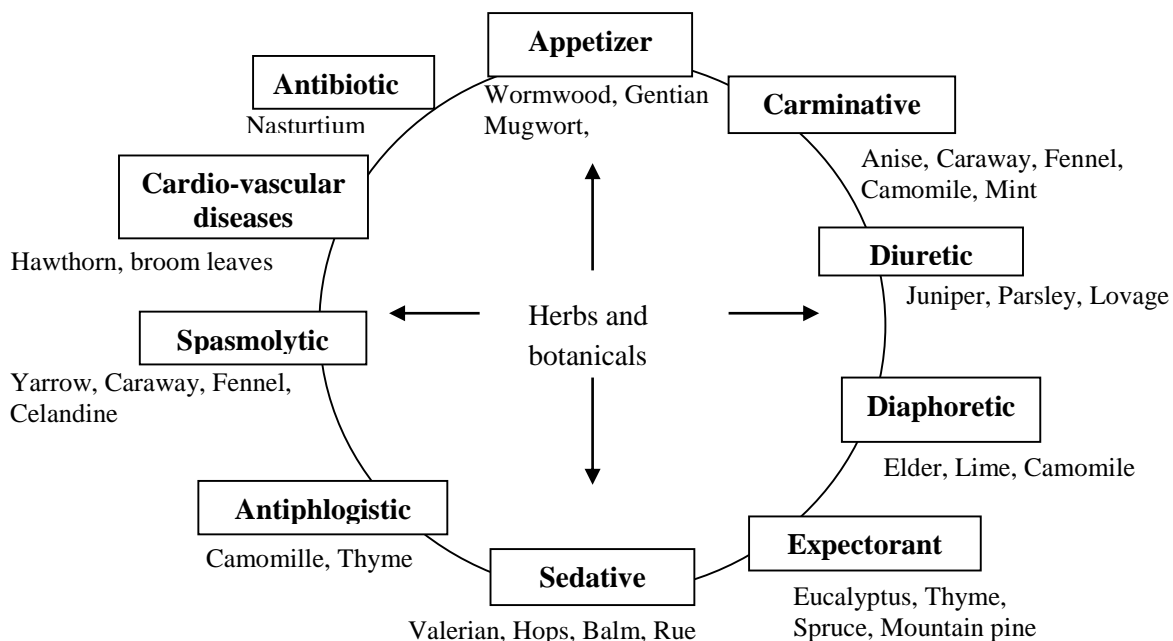 Appetizer
Wormwood, Gentian
Mugwort,
Carminative
Anise, Caraway, Fennel,
Camomile, Mint
Diuretic
Juniper, Parsley, Lovage
Diaphoretic
Elder, Lime, Camomile
Expectorant
Eucalyptus, Thyme,
Spruce, Mountain pine
Sedative
Valerian, Hops, Balm, Rue
Antiphlogistic
Camomille, Thyme
Spasmolytic
Yarrow, Caraway, Fennel,
Celandine
Cardio-vascular
diseases
Hawthorn, broom leaves
Antibiotic
Nasturtium
Herbs and
botanicals